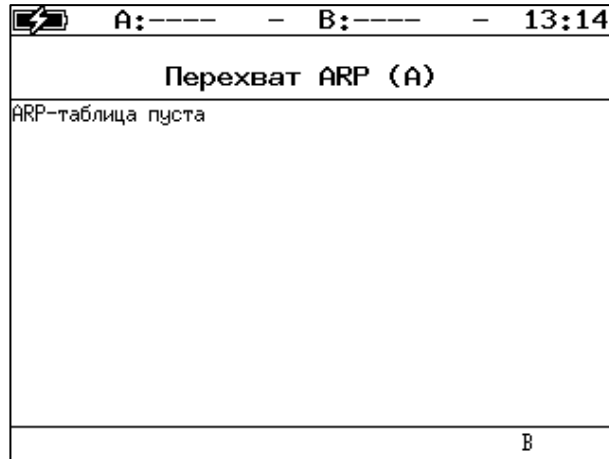 A:---- - B:---- - 13:14
Перехват ARP (A)
ARP-таблица пуста
B